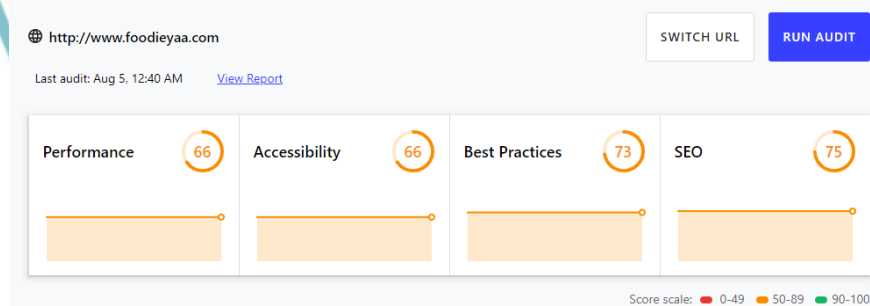 http://www.foodieyaa.com
SWITCH URL
RUN AUDIT
Last audit: Aug 5, 12:40 AM View Report
Performance 66
Accessibility 66
Best Practices 73
SEO 75
Score scale: 0-49 50-89 90-100